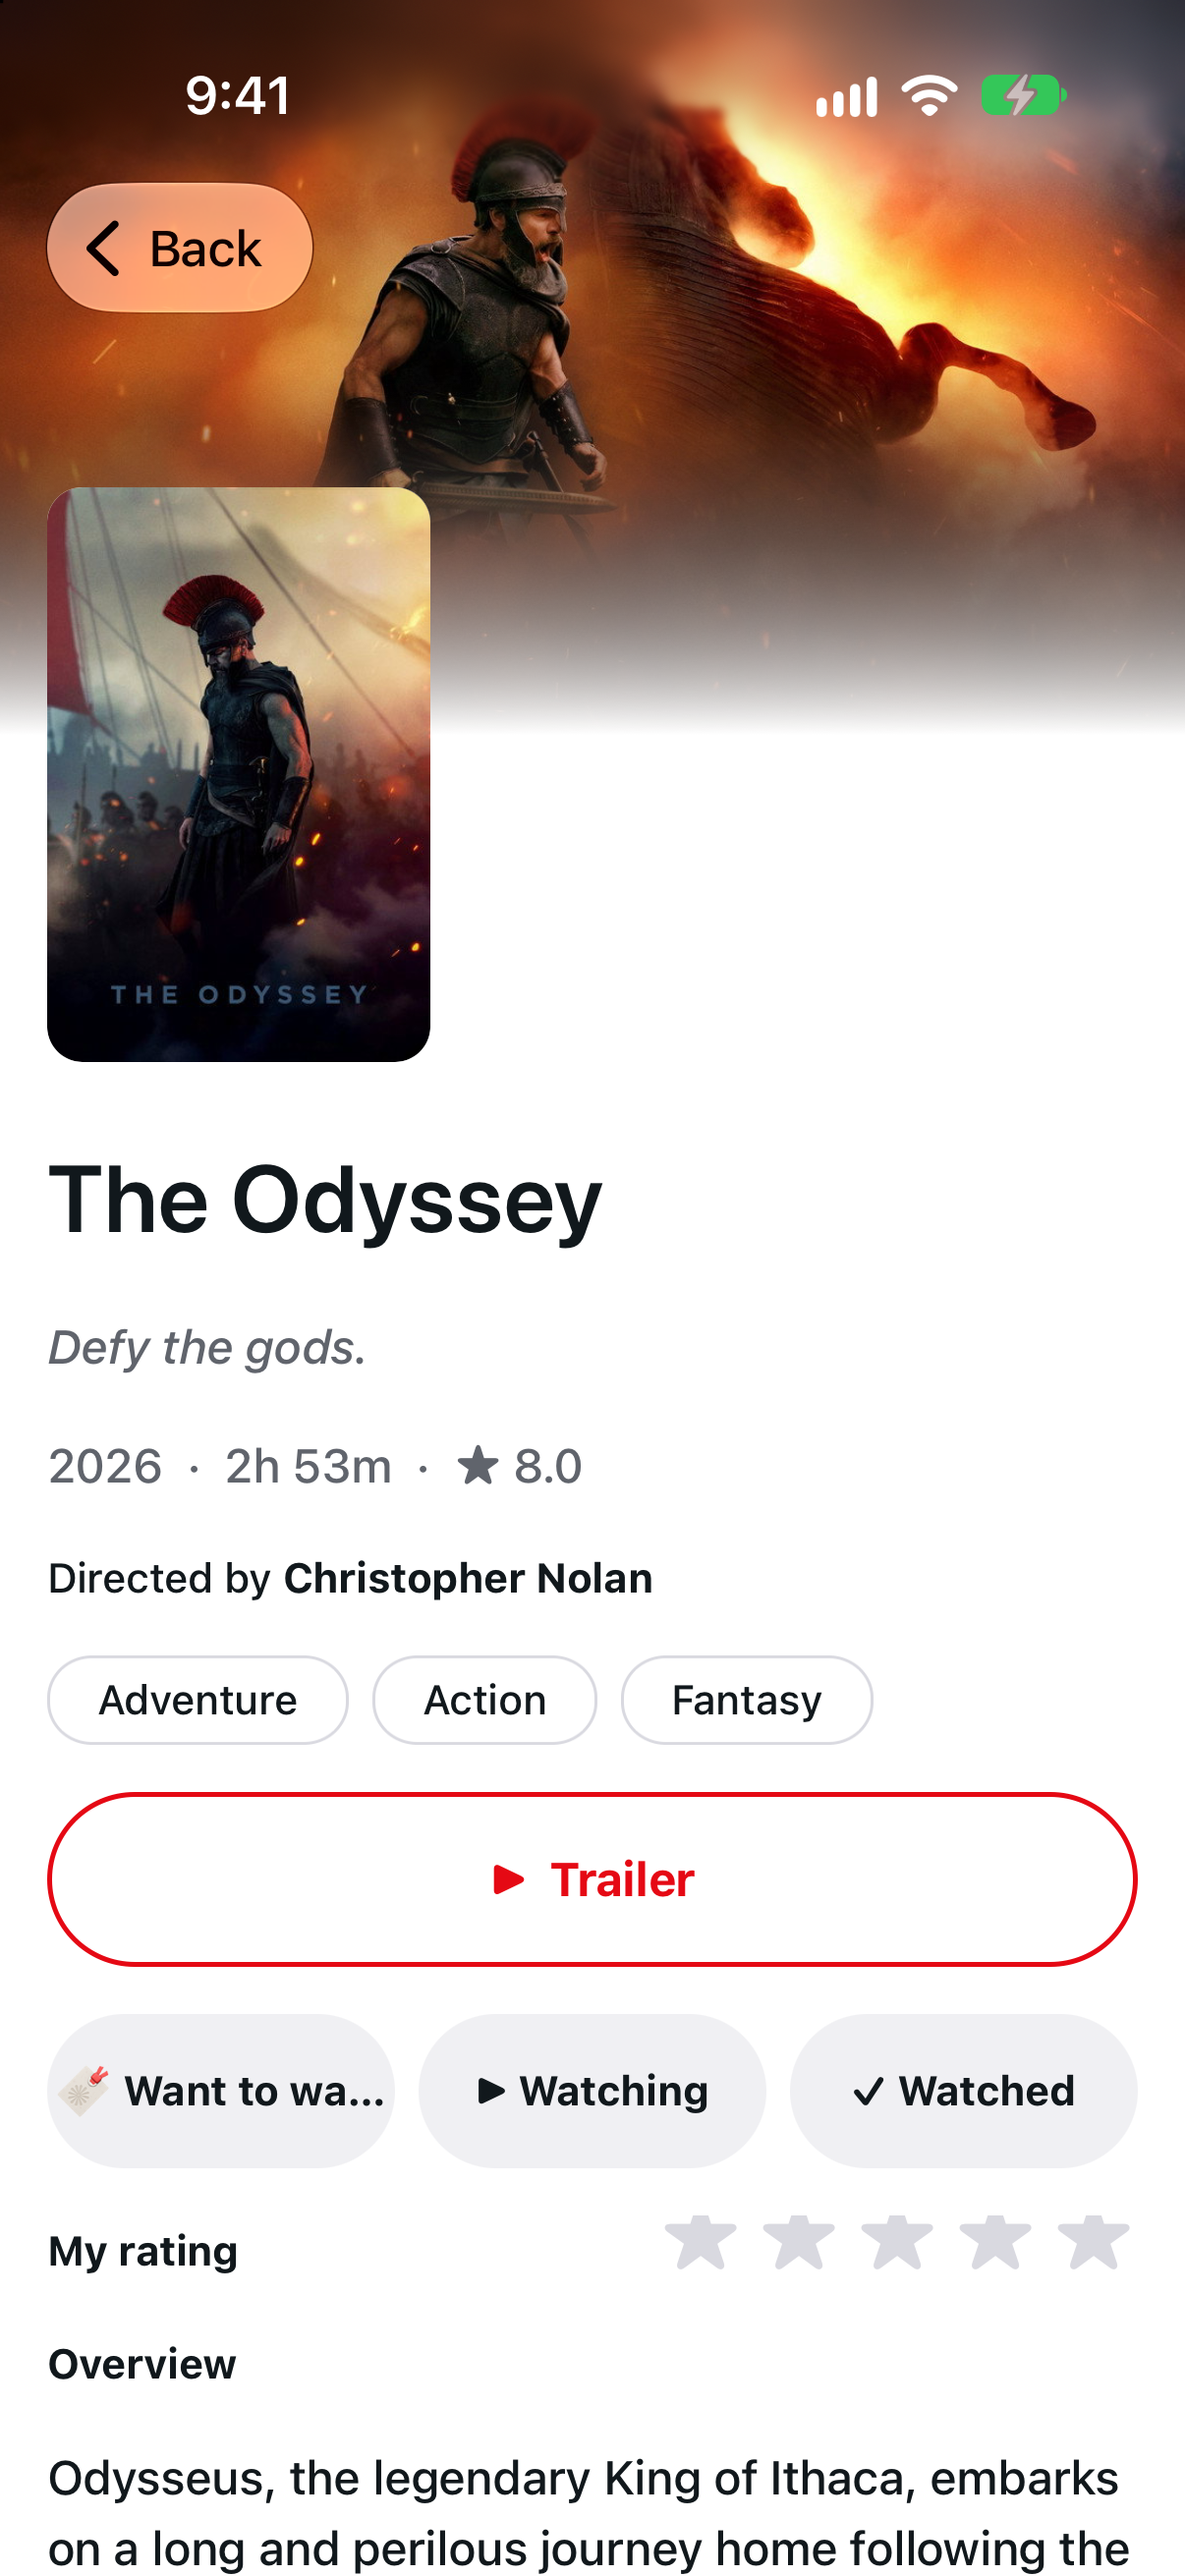 9:41
Back
THE ODYSSEY
The Odyssey
Defy the gods.
2026 · 2h 53m · ★ 8.0
Directed by Christopher Nolan
Adventure Action Fantasy
▶ Trailer
Want to wa... ▶ Watching ✓ Watched
My rating ★ ★ ★ ★ ★
Overview
Odysseus, the legendary King of Ithaca, embarks
on a long and perilous journey home following the